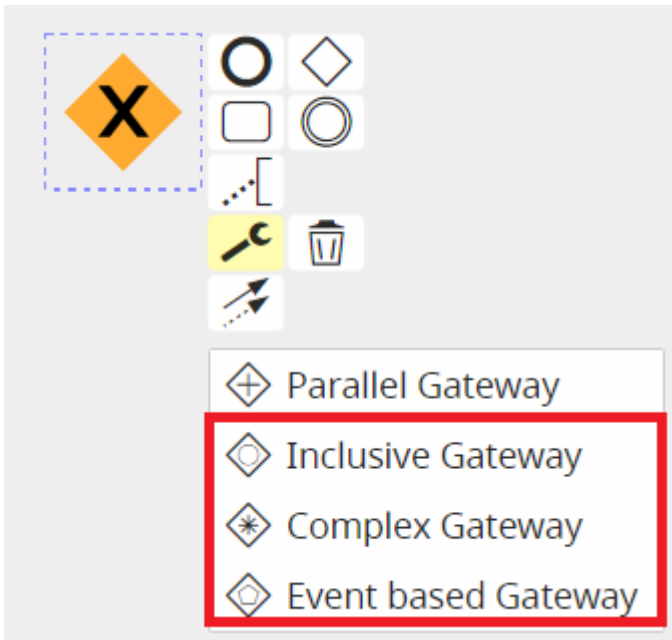 X
Parallel Gateway
Inclusive Gateway
Complex Gateway
Event based Gateway